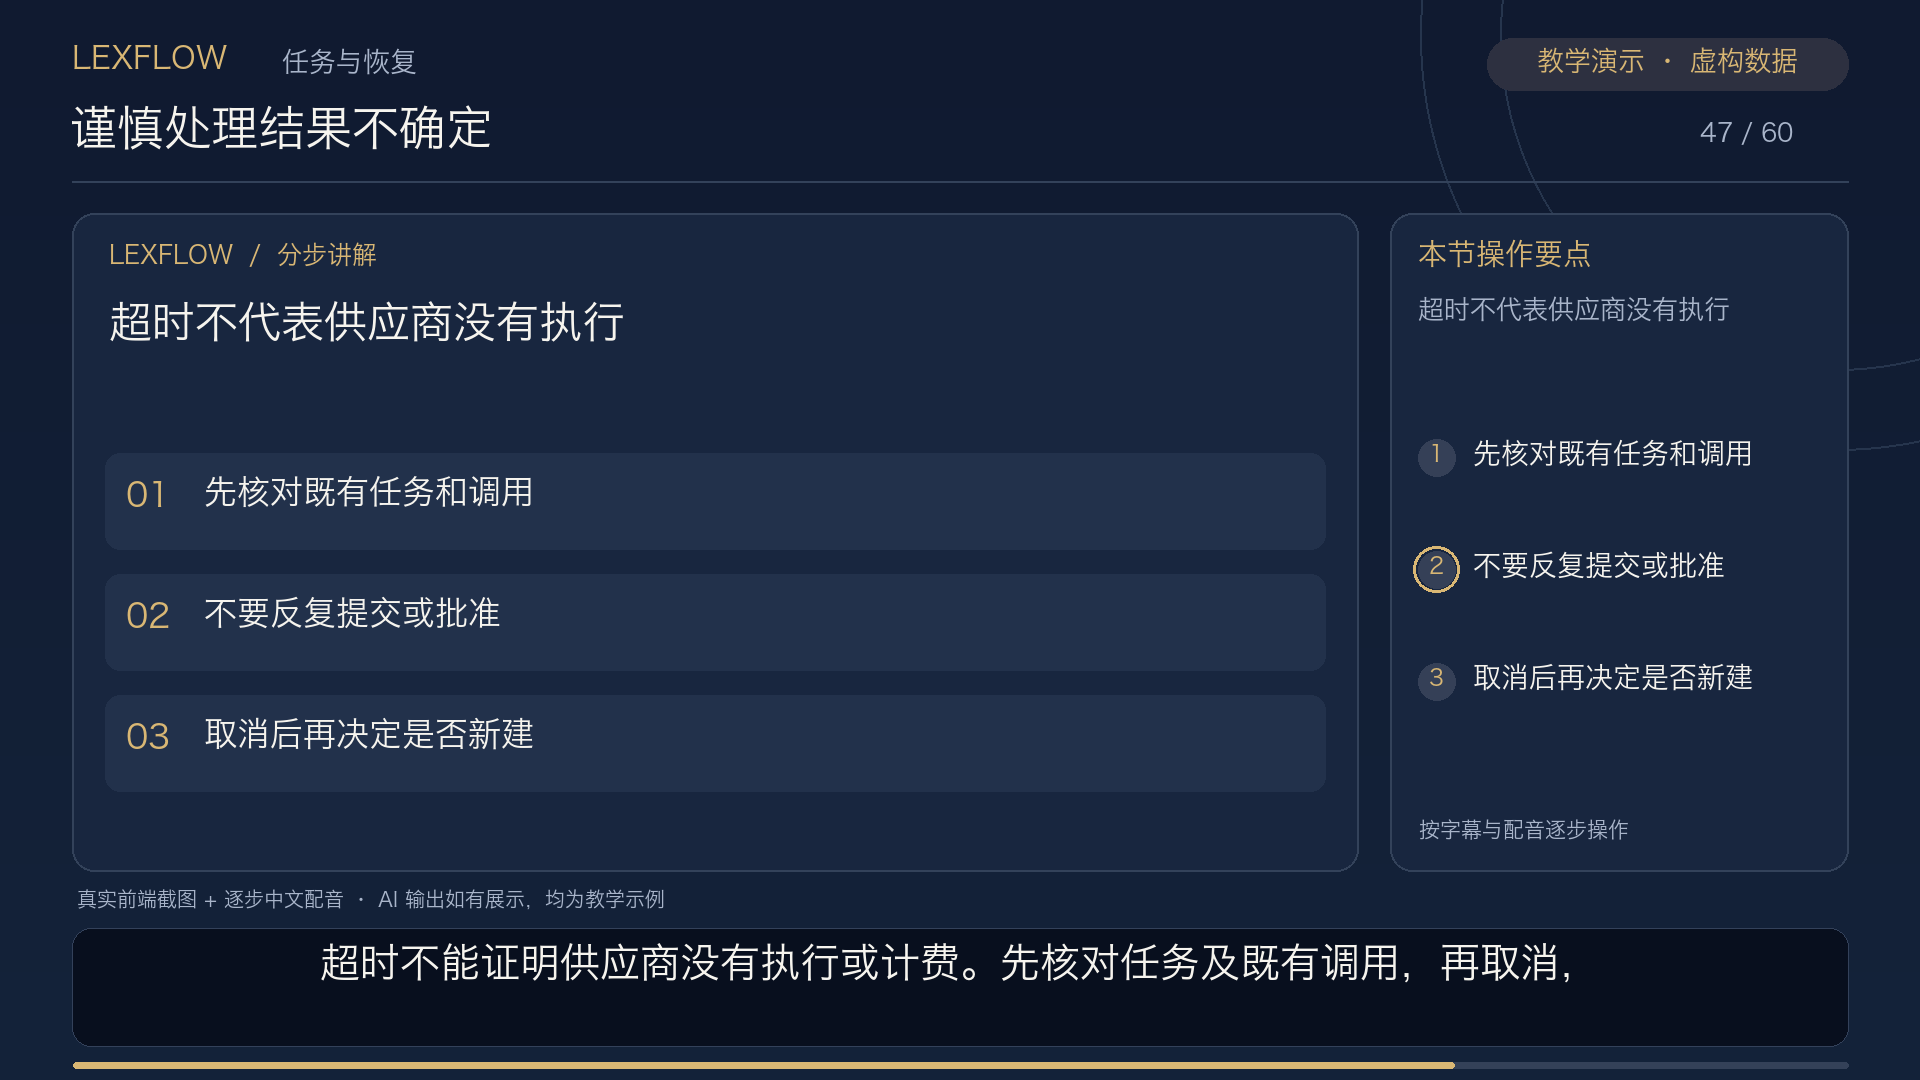 LEXFLOW 任务与恢复
教学演示 · 虚构数据
谨慎处理结果不确定
47 / 60
LEXFLOW / 分步讲解
超时不代表供应商没有执行
01 先核对既有任务和调用
02 不要反复提交或批准
03 取消后再决定是否新建
本节操作要点
超时不代表供应商没有执行
1 先核对既有任务和调用
2 不要反复提交或批准
3 取消后再决定是否新建
按字幕与配音逐步操作
真实前端截图 + 逐步中文配音 · AI 输出如有展示，均为教学示例
超时不能证明供应商没有执行或计费。先核对任务及既有调用，再取消，